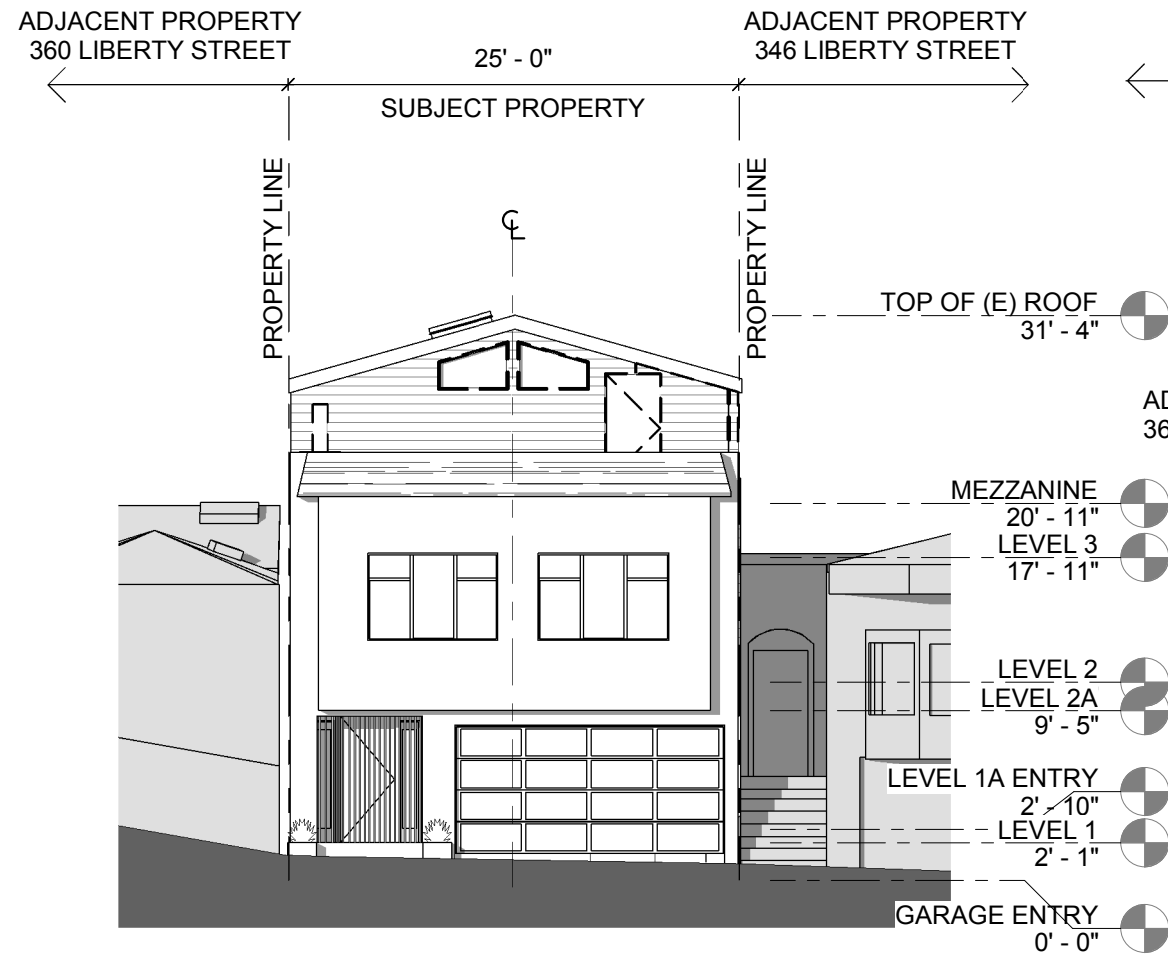 ADJACENT PROPERTY
360 LIBERTY STREET
25' - 0"
SUBJECT PROPERTY
ADJACENT PROPERTY
346 LIBERTY STREET
PROPERTY LINE
PROPERTY LINE
℄
TOP OF (E) ROOF
31' - 4"
AD
36
MEZZANINE
20' - 11"
LEVEL 3
17' - 11"
LEVEL 2
LEVEL 2A
9' - 5"
LEVEL 1A ENTRY
2' - 10"
LEVEL 1
2' - 1"
GARAGE ENTRY
0' - 0"